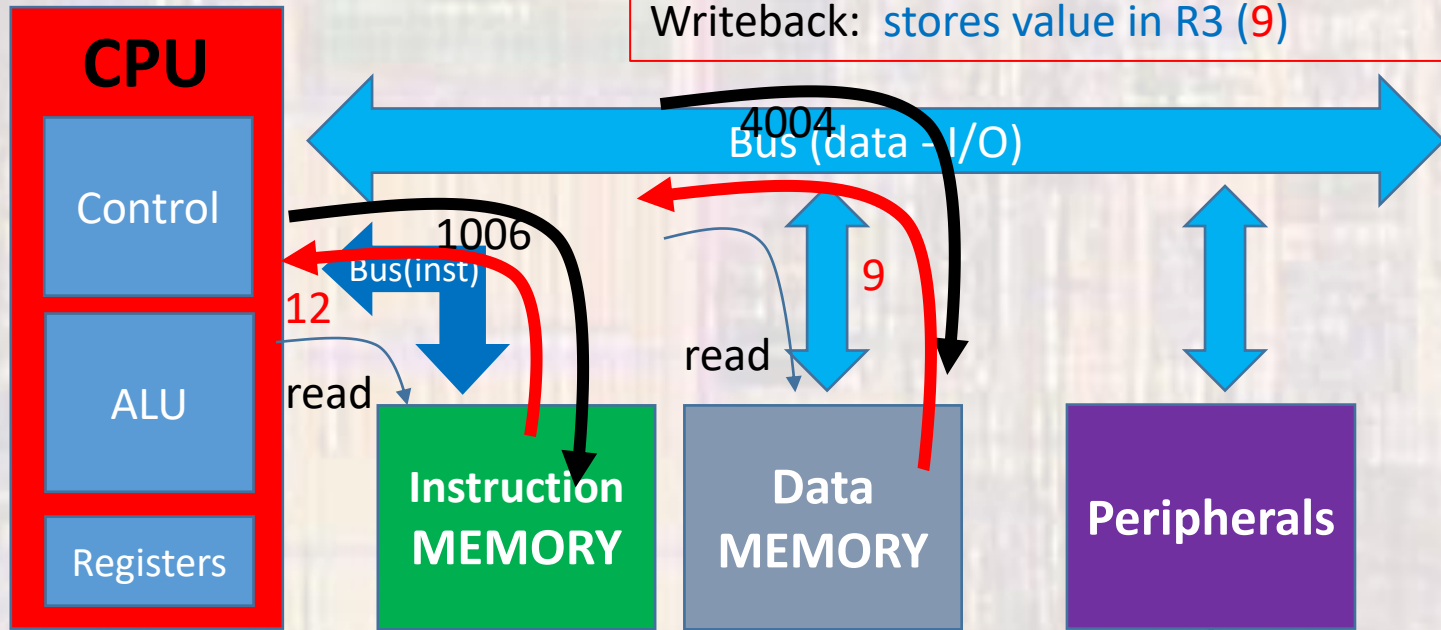 Writeback: stores value in R3 (9)
CPU
Control
ALU
Registers
4004
Bus (data - I/O)
1006
Bus(inst)
12
read
9
read
Instruction
MEMORY
Data
MEMORY
Peripherals